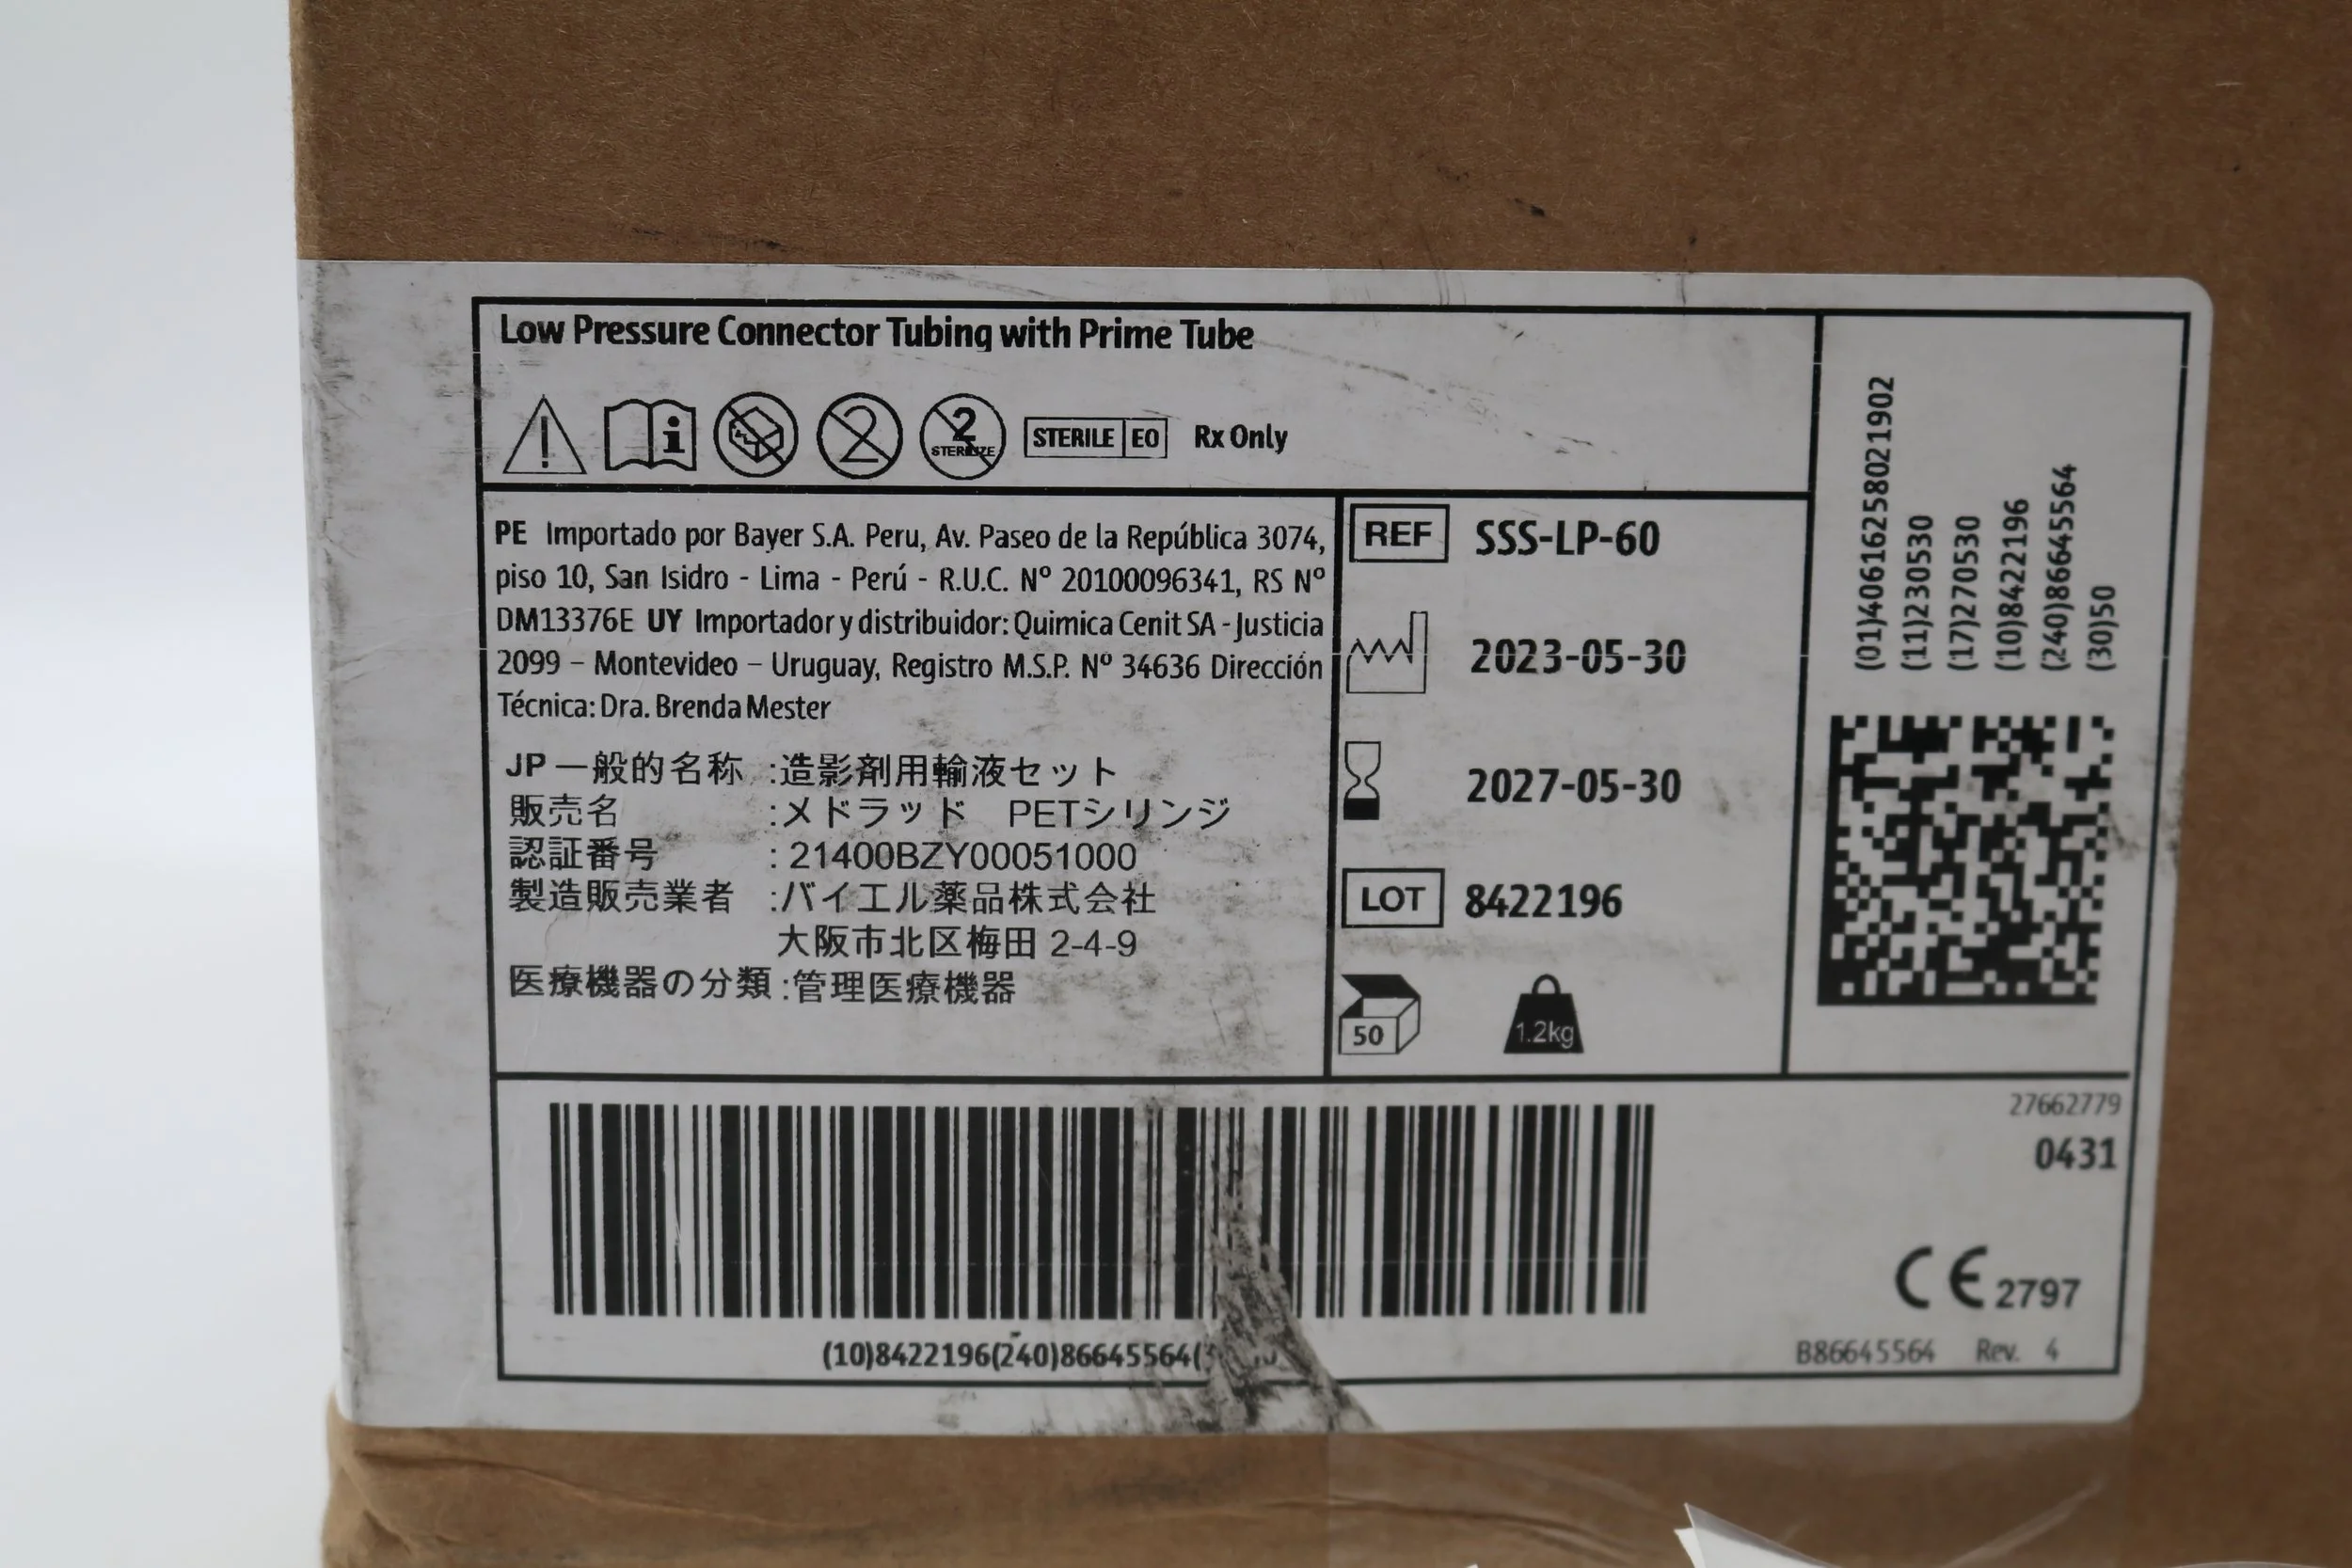 Low Pressure Connector Tubing with Prime Tube
2
2
STERILIZE
STERILE EO Rx Only
PE Importado por Bayer S.A. Peru, Av. Paseo de la República 3074,
piso 10, San Isidro - Lima - Perú - R.U.C. Nº 20100096341, RS Nº
DM13376E UY Importador y distribuidor: Quimica Cenit SA - Justicia
2099 – Montevideo – Uruguay, Registro M.S.P. Nº 34636 Dirección
Técnica: Dra. Brenda Mester
JP 一般的名称 :造影剤用輸液セット
販売名 :メドラッド PETシリンジ
認証番号 : 21400BZY00051000
製造販売業者 :バイエル薬品株式会社
大阪市北区梅田 2-4-9
医療機器の分類 :管理医療機器
REF SSS-LP-60
2023-05-30
2027-05-30
LOT 8422196
50 1.2kg
(01)40616258021902
(11)230530
(17)270530
(10)8422196
(240)86645564
(30)50
(10)8422196(240)86645564(
27662779
0431
CE 2797
B86645564 Rev. 4